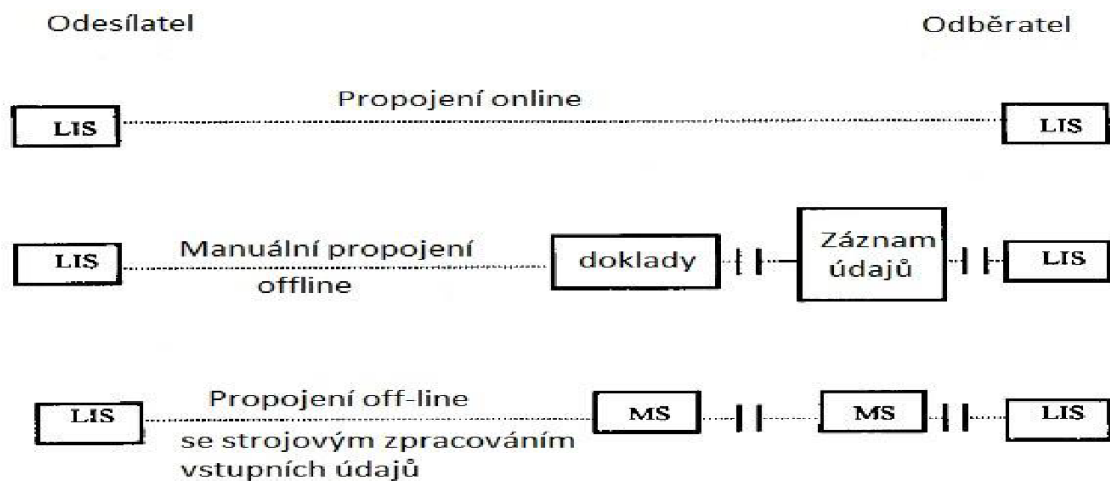 Odesílatel Odběratel
Propojení online
LIS LIS
Manuální propojení
offline
LIS doklady Záznam
údajů LIS
Propojení off-line
LIS MS MS LIS
se strojovým zpracováním
vstupních údajů